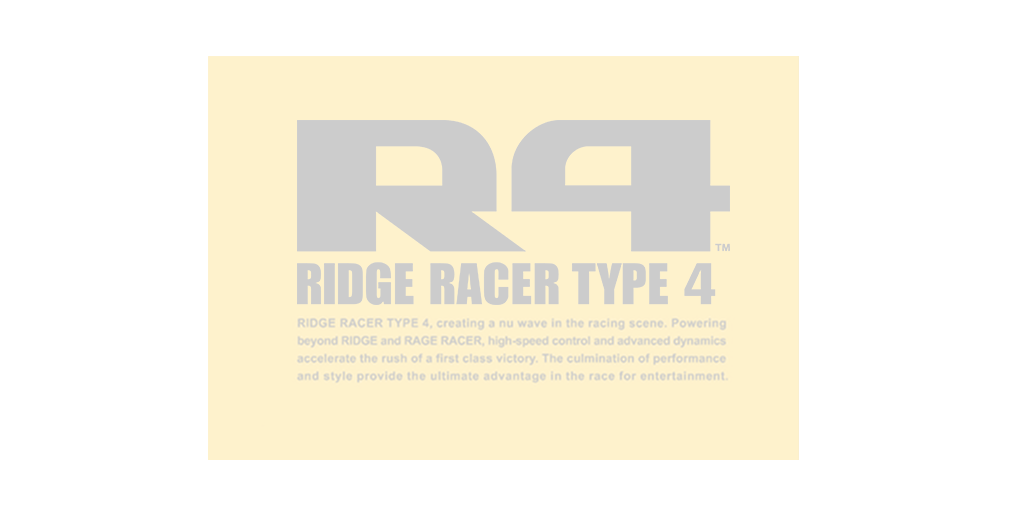 R4™
RIDGE RACER TYPE 4
RIDGE RACER TYPE 4, creating a nu wave in the racing scene. Powering
beyond RIDGE and RAGE RACER, high-speed control and advanced dynamics
accelerate the rush of a first class victory. The culmination of performance
and style provide the ultimate advantage in the race for entertainment.